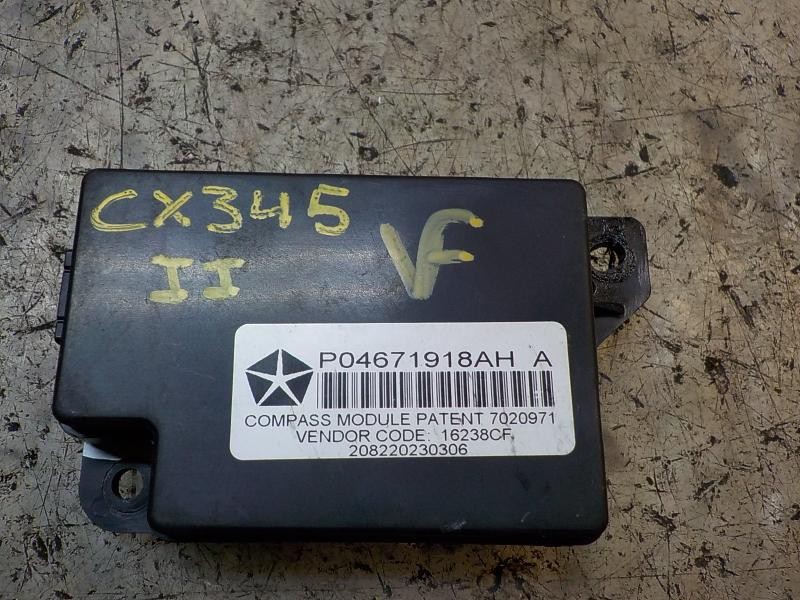 CX345
II
VF
P04671918AH A
COMPASS MODULE PATENT 7020971
VENDOR CODE: 16238CF
208220230306